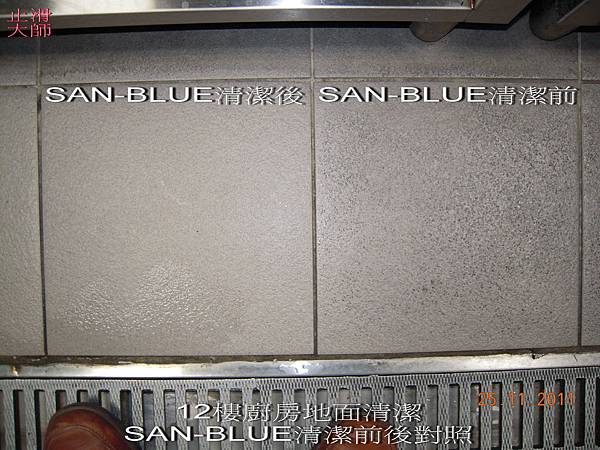 止滑
大師
SAN-BLUE清潔後
SAN-BLUE清潔前
25 11 2011
12樓廚房地面清潔
SAN-BLUE清潔前後對照